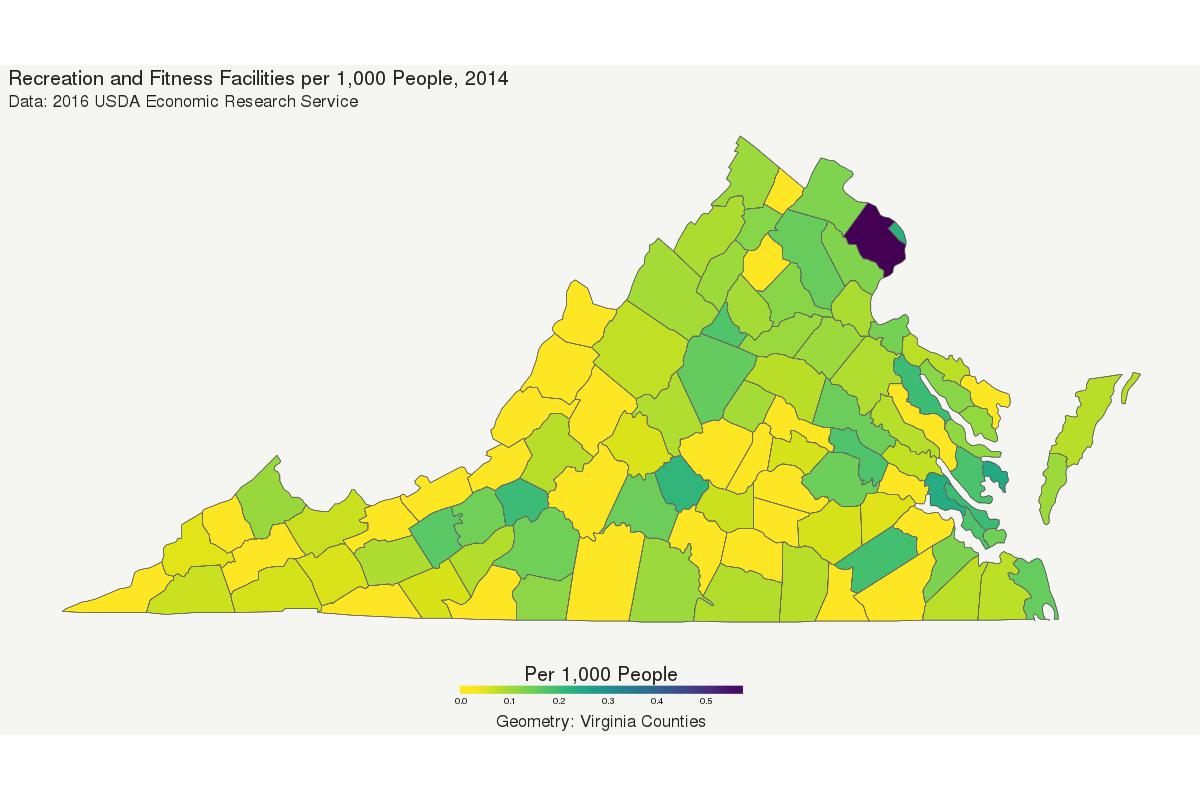 Recreation and Fitness Facilities per 1,000 People, 2014
Data: 2016 USDA Economic Research Service
Per 1,000 People
0.0 0.1 0.2 0.3 0.4 0.5
Geometry: Virginia Counties